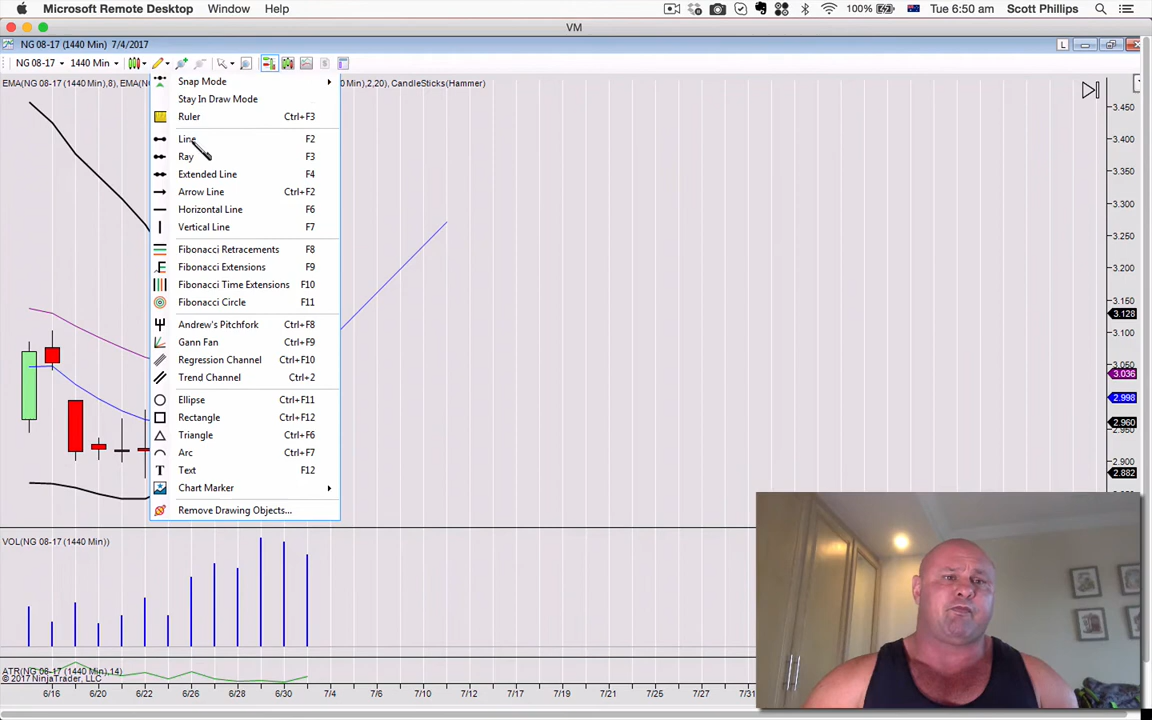 Microsoft Remote Desktop Window Help 100% Tue 6:50 am Scott Phillips
VM
NG 08-17 (1440 Min) 7/4/2017
L
NG 08-17 1440 Min
EMA(NG 08-17 (1440 Min),8), EMA(N 2,20), CandleSticks(Hammer)
Snap Mode
Stay In Draw Mode
Ruler Ctrl+F3
Line F2
Ray F3
Extended Line F4
Arrow Line Ctrl+F2
Horizontal Line F6
Vertical Line F7
Fibonacci Retracements F8
Fibonacci Extensions F9
Fibonacci Time Extensions F10
Fibonacci Circle F11
Andrew's Pitchfork Ctrl+F8
Gann Fan Ctrl+F9
Regression Channel Ctrl+F10
Trend Channel Ctrl+2
Ellipse Ctrl+F11
Rectangle Ctrl+F12
Triangle Ctrl+F6
Arc Ctrl+F7
T Text F12
Chart Marker
Remove Drawing Objects...
3.450
3.400
3.350
3.300
3.250
3.200
3.150
3.128
3.100
3.050
3.036
2.998
2.960
2.900
2.882
VOL(NG 08-17 (1440 Min))
ATR(NG 08-17 (1440 Min),14)
© 2017 NinjaTrader, LLC
6/16 6/20 6/22 6/26 6/28 6/30 7/4 7/6 7/10 7/12 7/14 7/17 7/19 7/21 7/25 7/27 7/31